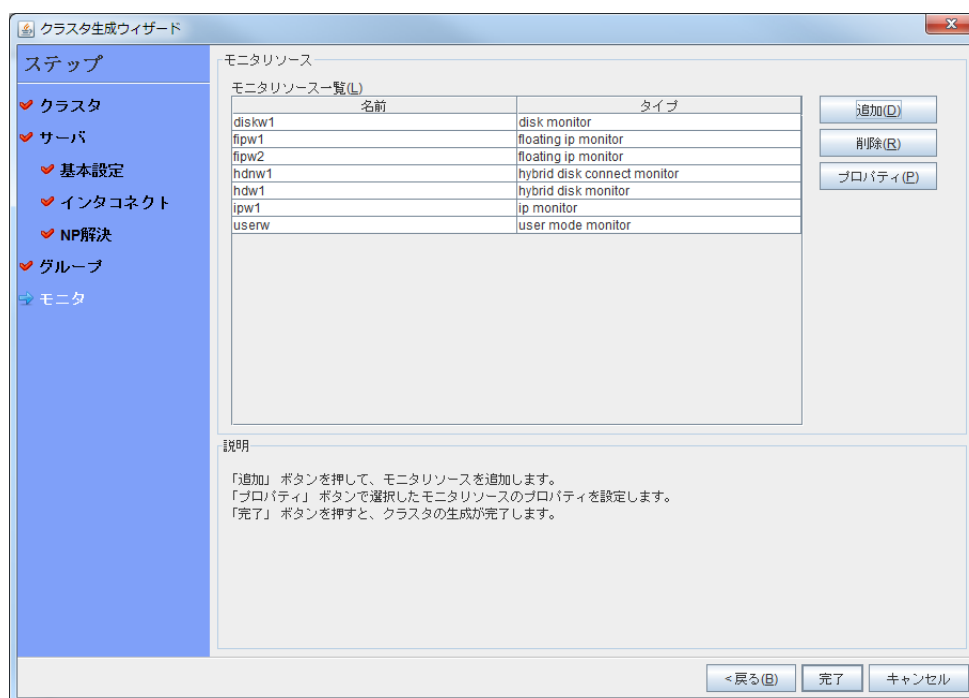 クラスタ生成ウィザード
ステップ
クラスタ
サーバ
基本設定
インタコネクト
NP解決
グループ
モニタ
モニタリソース
モニタリソース一覧(L)
名前 タイプ
diskw1 disk monitor
fipw1 floating ip monitor
fipw2 floating ip monitor
hdnw1 hybrid disk connect monitor
hdw1 hybrid disk monitor
ipw1 ip monitor
userw user mode monitor
追加(D)
削除(R)
プロパティ(P)
説明
「追加」 ボタンを押して、モニタリソースを追加します。
「プロパティ」 ボタンで選択したモニタリソースのプロパティを設定します。
「完了」 ボタンを押すと、クラスタの生成が完了します。
<戻る(B) 完了 キャンセル